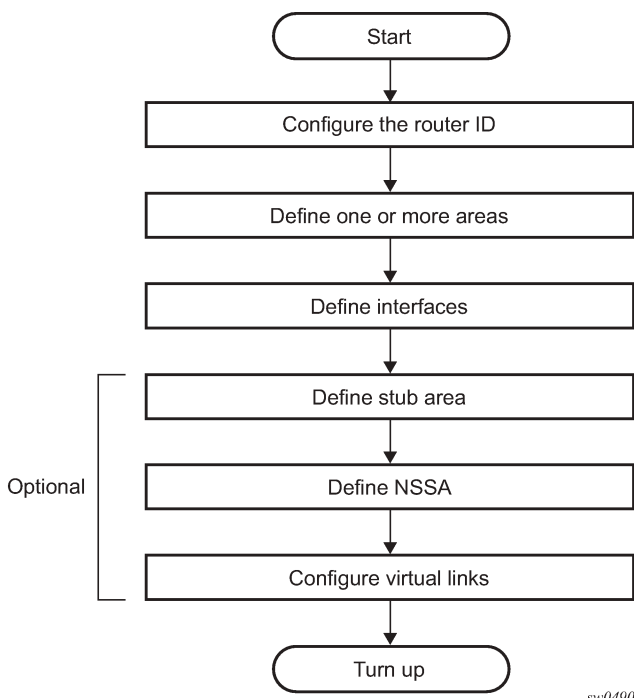 Start
Configure the router ID
Define one or more areas
Define interfaces
Define stub area
Optional
Define NSSA
Configure virtual links
Turn up
sw0490